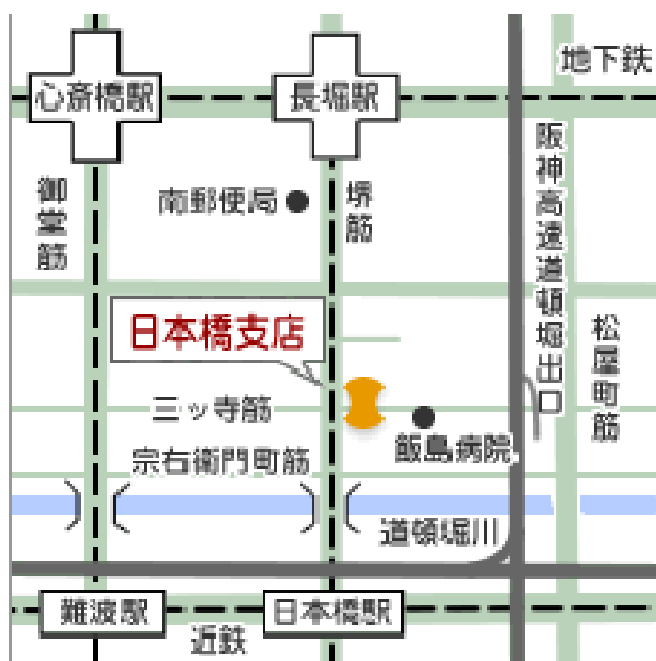 地下鉄
心斎橋駅
長堀駅
阪神高速道頓堀出口
御堂筋
南郵便局
堺筋
日本橋支店
松屋町筋
三ッ寺筋
飯島病院
宗右衛門町筋
道頓堀川
難波駅
日本橋駅
近鉄